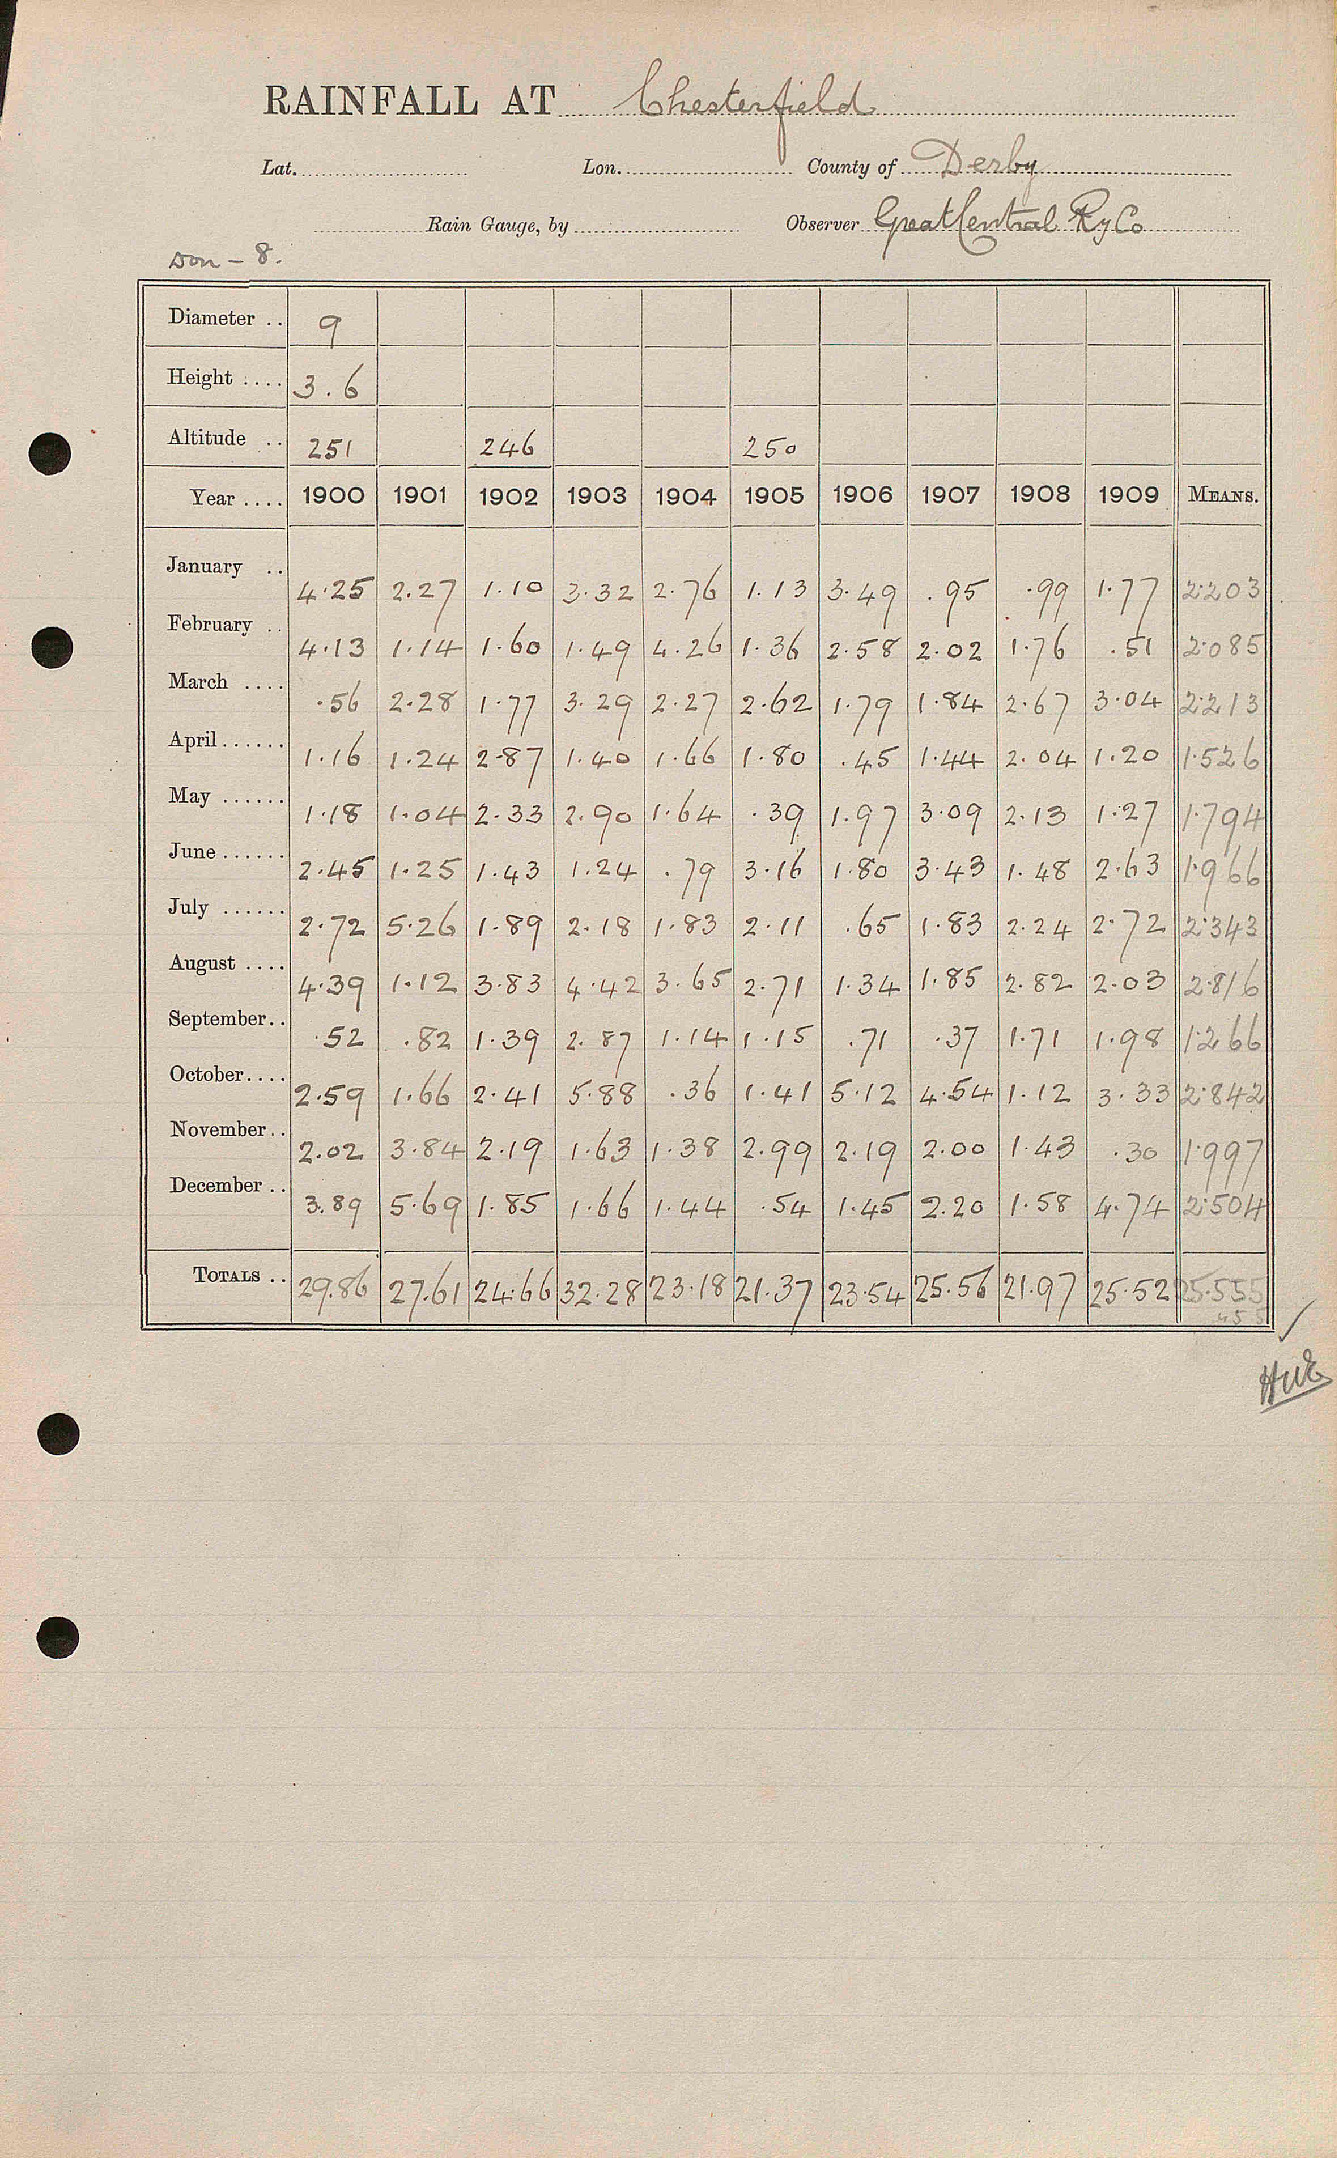 RAINFALL AT Chesterfield
Lat. Lon. County of Derby
Rain Gauge, by Observer Great Central Ry Co
Don - 8.
Diameter .. 9
Height .... 3.6
Altitude .. 251 246 250
Year .... 1900 1901 1902 1903 1904 1905 1906 1907 1908 1909 MEANS.
January .. 4.25 2.27 1.10 3.32 2.76 1.13 3.49 .95 .99 1.77 2.203
February .. 4.13 1.14 1.60 1.49 4.26 1.36 2.58 2.02 1.76 .51 2.085
March .... .56 2.28 1.77 3.29 2.27 2.62 1.79 1.84 2.67 3.04 2.213
April...... 1.16 1.24 2.87 1.40 1.66 1.80 .45 1.44 2.04 1.20 1.526
May ...... 1.18 1.04 2.33 2.90 1.64 .39 1.97 3.09 2.13 1.27 1.794
June...... 2.45 1.25 1.43 1.24 .79 3.16 1.80 3.43 1.48 2.63 1.966
July ...... 2.72 5.26 1.89 2.18 1.83 2.11 .65 1.83 2.24 2.72 2.343
August .... 4.39 1.12 3.83 4.42 3.65 2.71 1.34 1.85 2.82 2.03 2.816
September.. .52 .82 1.39 2.87 1.14 1.15 .71 .37 1.71 1.98 1.266
October.... 2.59 1.66 2.41 5.88 .36 1.41 5.12 4.54 1.12 3.33 2.842
November.. 2.02 3.84 2.19 1.63 1.38 2.99 2.19 2.00 1.43 .30 1.997
December .. 3.89 5.69 1.85 1.66 1.44 .54 1.45 2.20 1.58 4.74 2.504
TOTALS .. 29.86 27.61 24.66 32.28 23.18 21.37 23.54 25.56 21.97 25.52 25.555